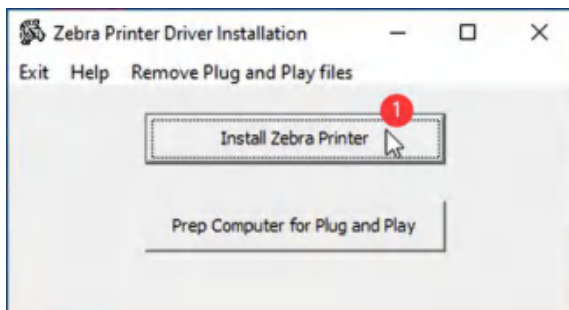 Zebra Printer Driver Installation
Exit Help Remove Plug and Play files
1
Install Zebra Printer
Prep Computer for Plug and Play